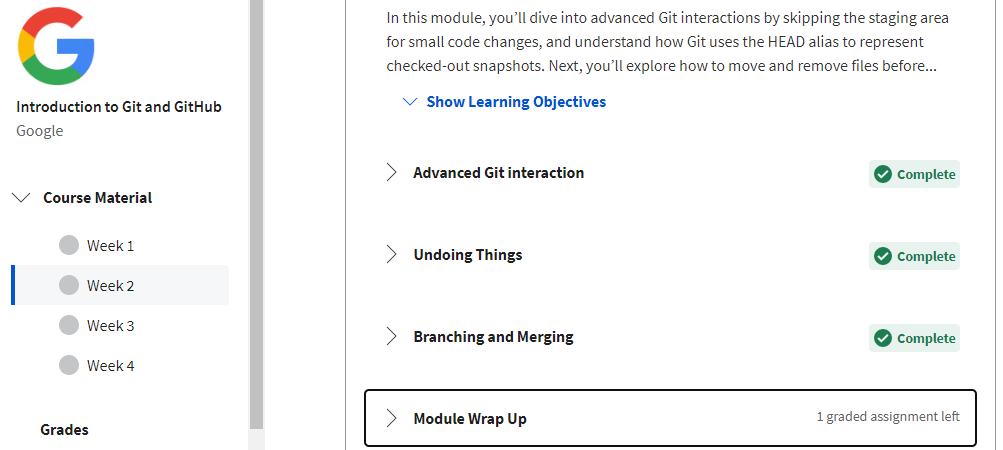 Introduction to Git and GitHub
Google
Course Material
Week 1
Week 2
Week 3
Week 4
Grades
In this module, you’ll dive into advanced Git interactions by skipping the staging area
for small code changes, and understand how Git uses the HEAD alias to represent
checked-out snapshots. Next, you’ll explore how to move and remove files before...
Show Learning Objectives
Advanced Git interaction
Complete
Undoing Things
Complete
Branching and Merging
Complete
Module Wrap Up
1 graded assignment left